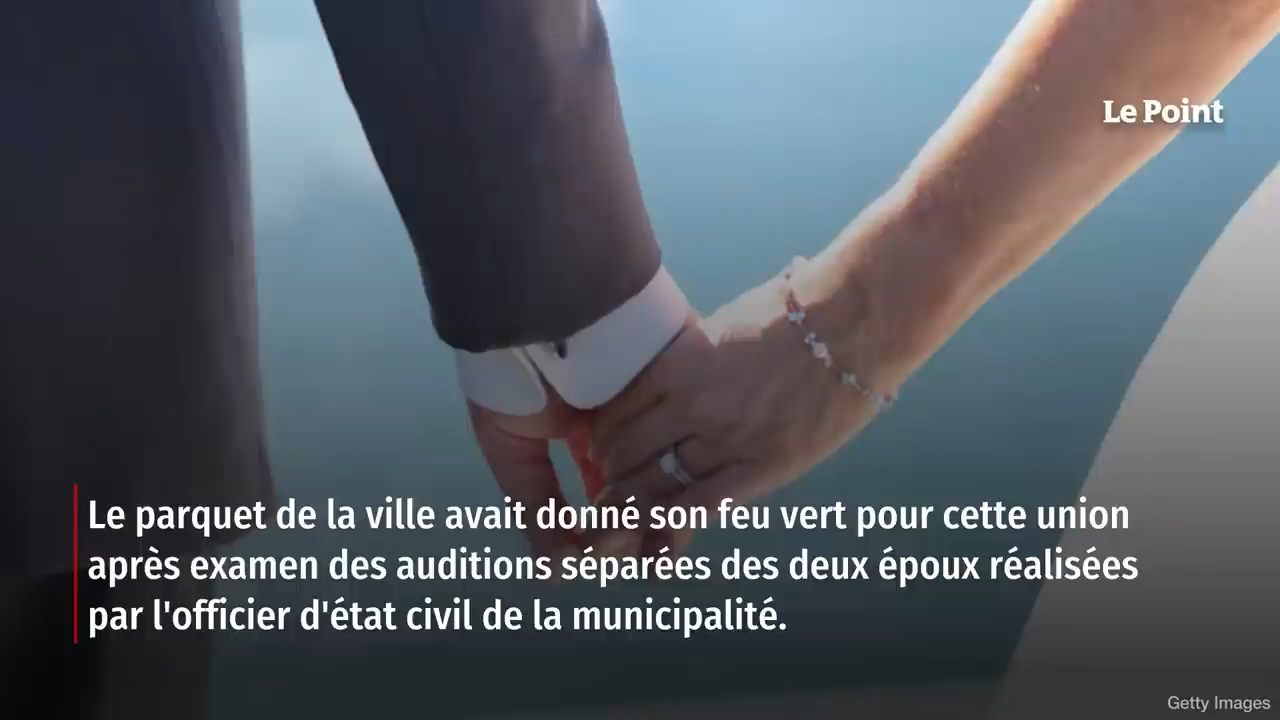 Le Point
Le parquet de la ville avait donné son feu vert pour cette union
après examen des auditions séparées des deux époux réalisées
par l'officier d'état civil de la municipalité.
Getty Images